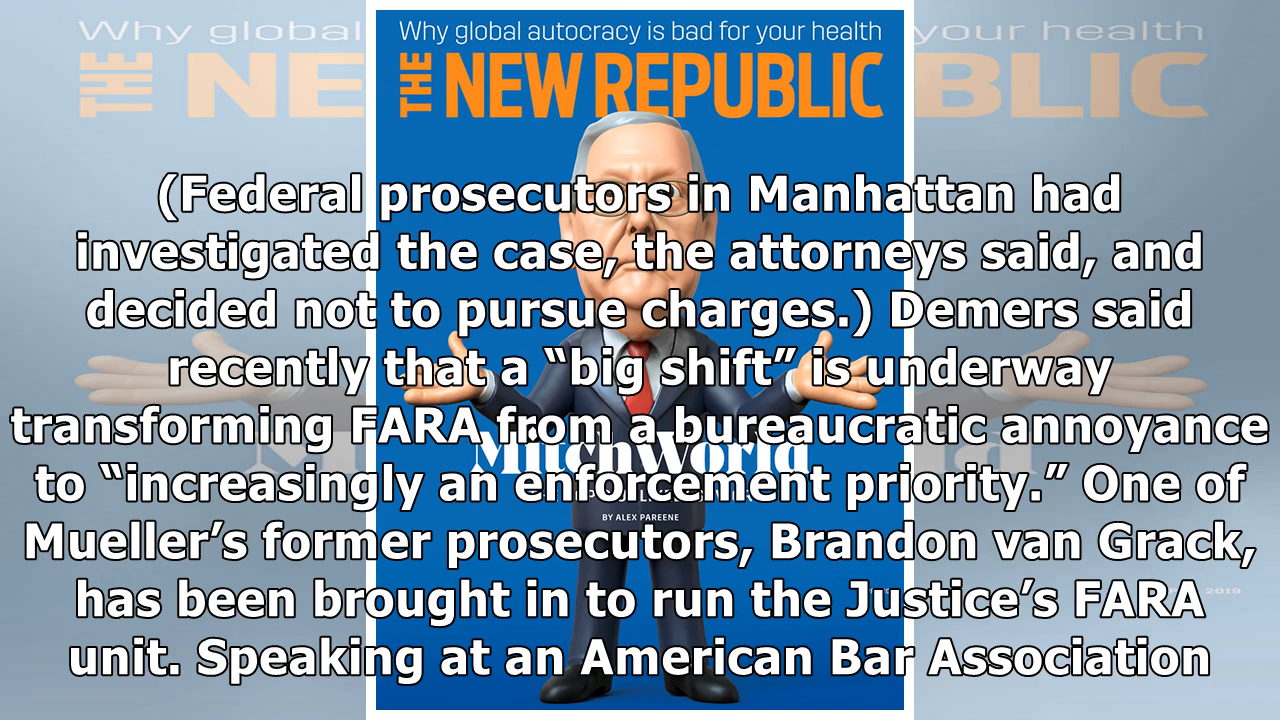 Why global autocracy is bad for your health
THE NEW REPUBLIC
(Federal prosecutors in Manhattan had
investigated the case, the attorneys said, and
decided not to pursue charges.) Demers said
recently that a “big shift” is underway
transforming FARA from a bureaucratic annoyance
MitchWorld
to “increasingly an enforcement priority.” One of
BY ALEX PAREENE
Mueller’s former prosecutors, Brandon van Grack,
has been brought in to run the Justice’s FARA
2019
unit. Speaking at an American Bar Association